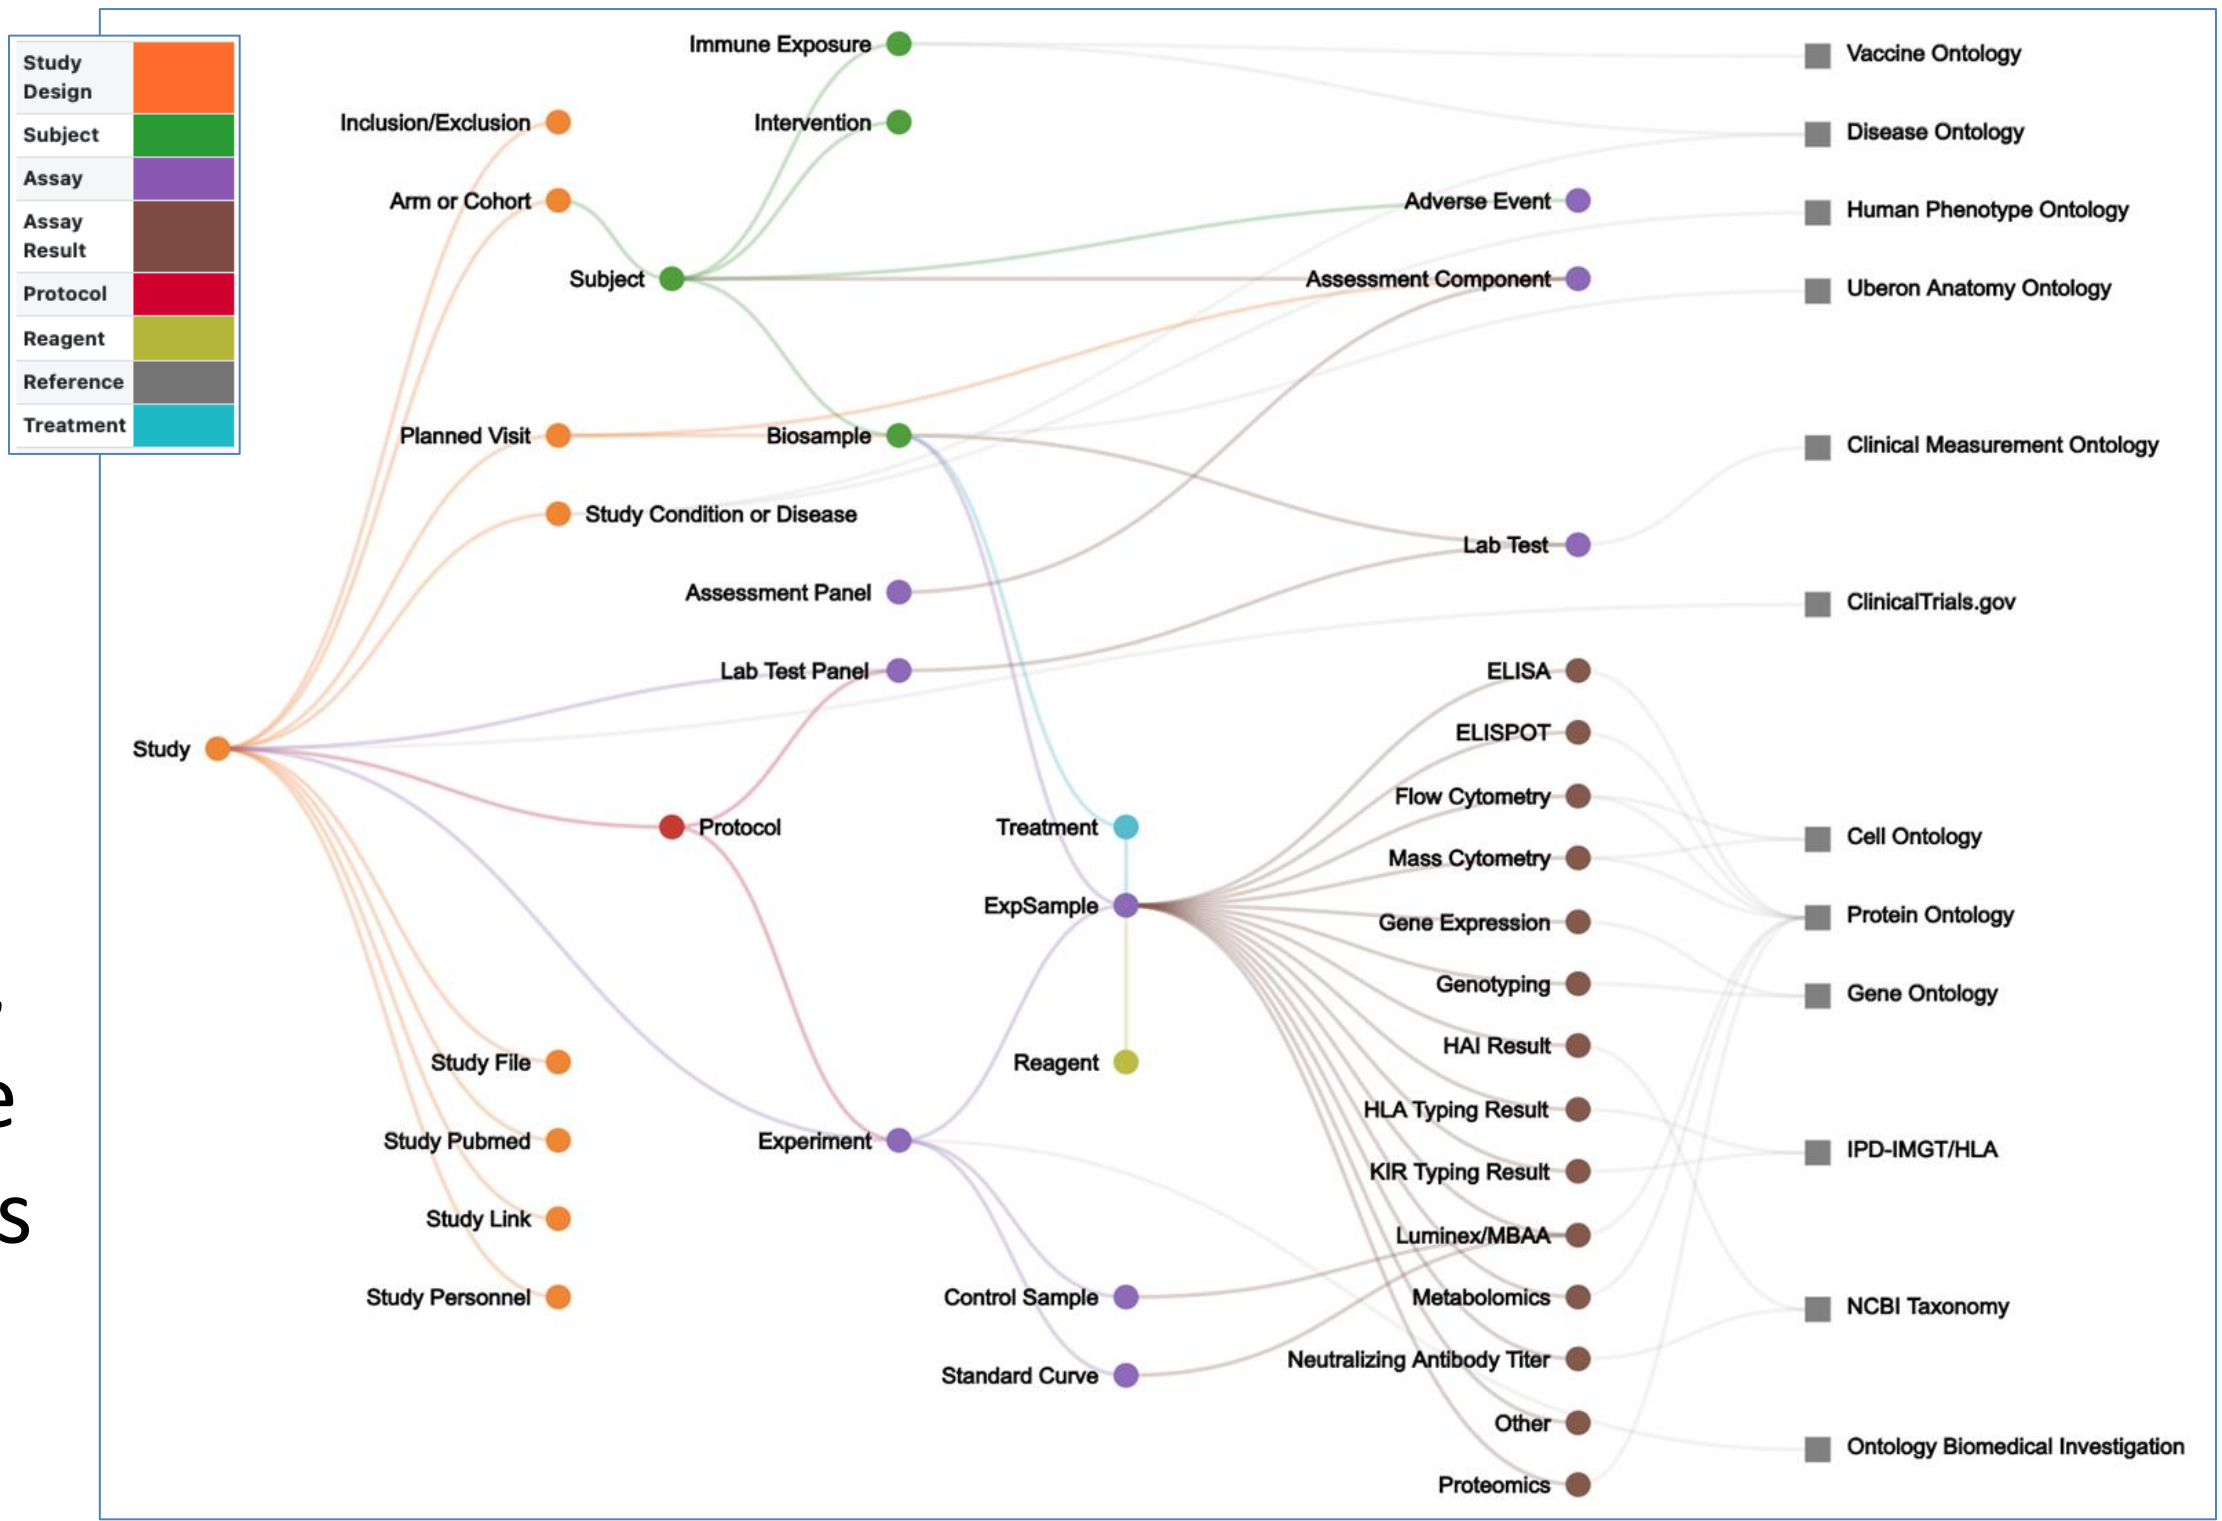 Study
Design
Subject
Assay
Assay
Result
Protocol
Reagent
Reference
Treatment
,
e
s
Immune Exposure
Inclusion/Exclusion
Intervention
Arm or Cohort
Adverse Event
Subject
Assessment Component
Planned Visit
Biosample
Study Condition or Disease
Lab Test
Assessment Panel
Lab Test Panel
Study
Protocol
Treatment
ExpSample
Reagent
Study File
Study Pubmed
Experiment
Study Link
Study Personnel
Control Sample
Standard Curve
ELISA
ELISPOT
Flow Cytometry
Mass Cytometry
Gene Expression
Genotyping
HAI Result
HLA Typing Result
KIR Typing Result
Luminex/MBAA
Metabolomics
Neutralizing Antibody Titer
Other
Proteomics
Vaccine Ontology
Disease Ontology
Human Phenotype Ontology
Uberon Anatomy Ontology
Clinical Measurement Ontology
ClinicalTrials.gov
Cell Ontology
Protein Ontology
Gene Ontology
IPD-IMGT/HLA
NCBI Taxonomy
Ontology Biomedical Investigation